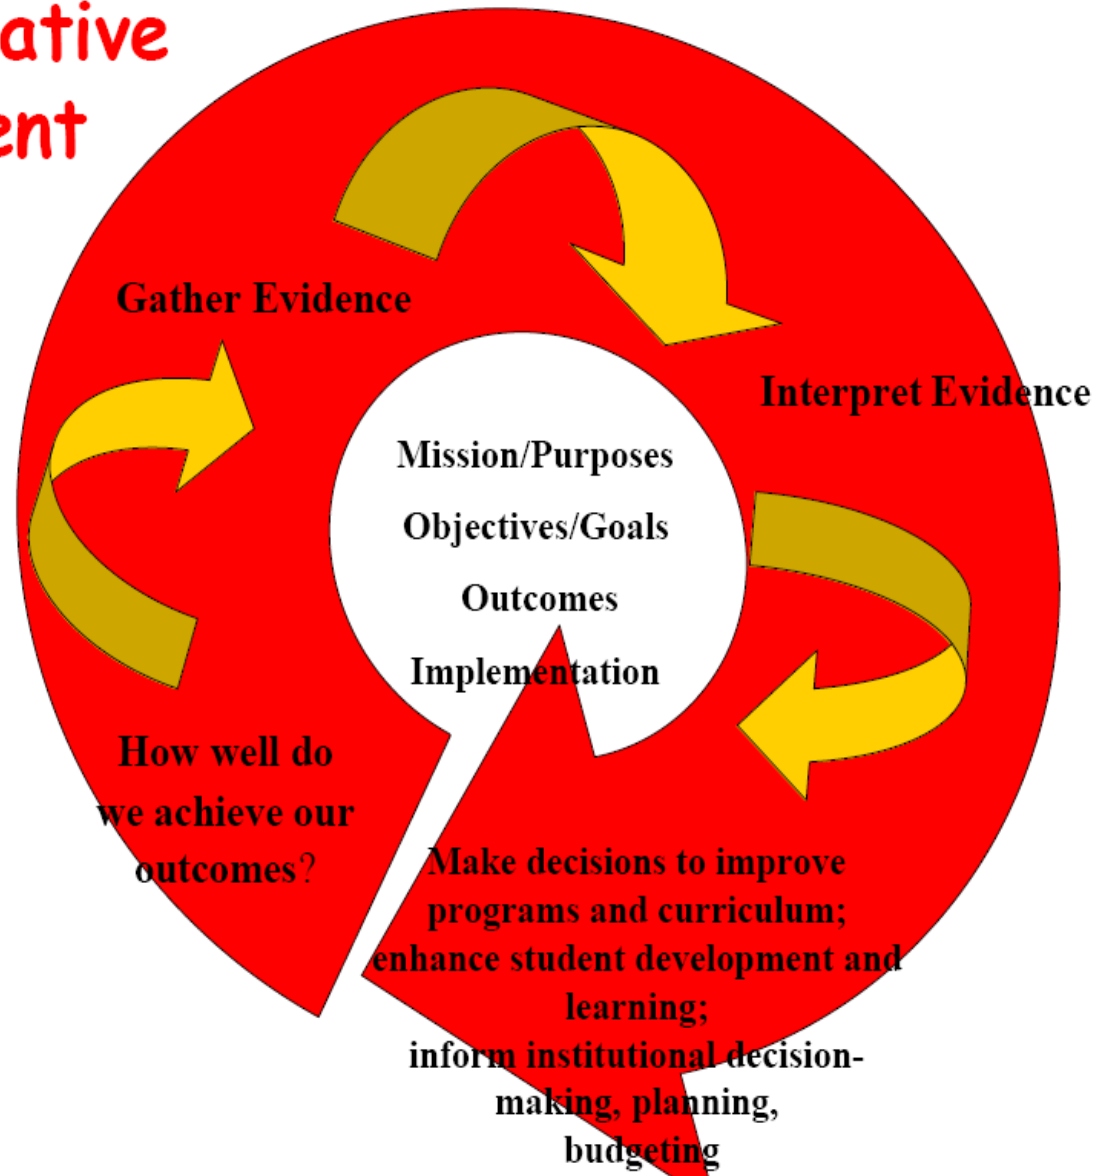 ative
ent
Gather Evidence
Interpret Evidence
Mission/Purposes
Objectives/Goals
Outcomes
Implementation
How well do
we achieve our
outcomes?
Make decisions to improve
programs and curriculum;
enhance student development and
learning;
inform institutional decision-
making, planning,
budgeting